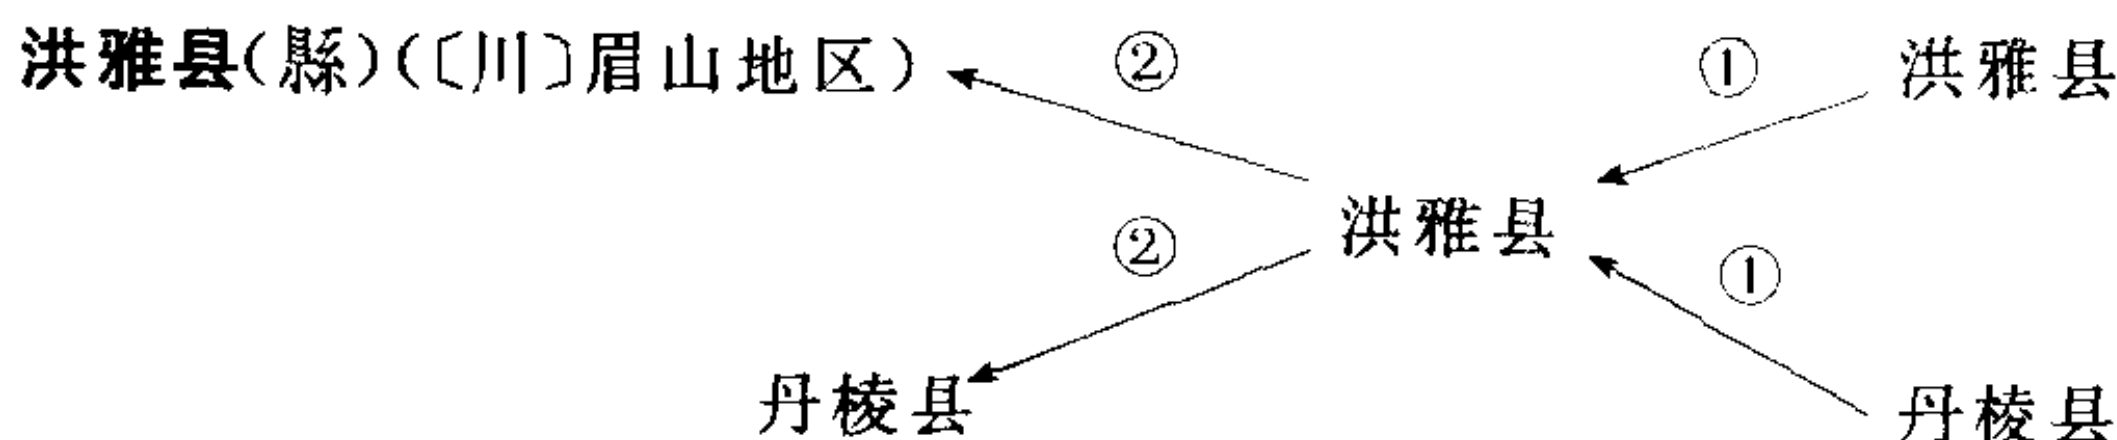 洪雅县(縣)(〔川〕眉山地区) ② ① 洪雅县
② 洪雅县 ①
丹棱县 丹棱县